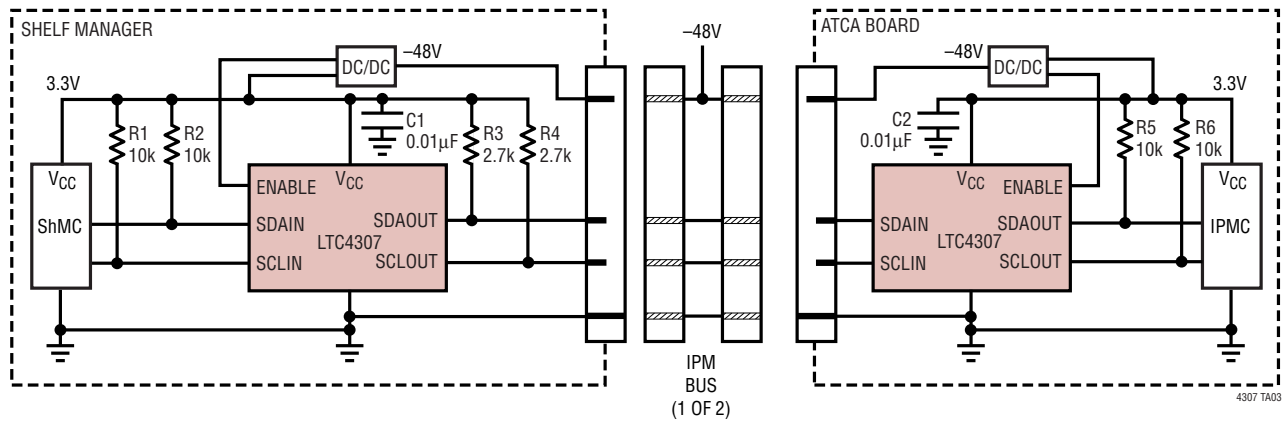 SHELF MANAGER
–48V
DC/DC
3.3V
R1
10k
R2
10k
C1
0.01µF
R3
2.7k
R4
2.7k
VCC
ShMC
ENABLE
VCC
SDAIN
SDAOUT
LTC4307
SCLIN
SCLOUT
–48V
IPM
BUS
(1 OF 2)
ATCA BOARD
–48V
DC/DC
3.3V
C2
0.01µF
R5
10k
R6
10k
VCC
ENABLE
SDAIN
SDAOUT
LTC4307
SCLIN
SCLOUT
VCC
IPMC
4307 TA03